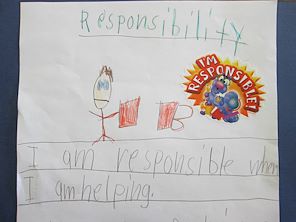 Responsibility
I'M
RESPONSIBLE!
I am responsible when
I am helping.